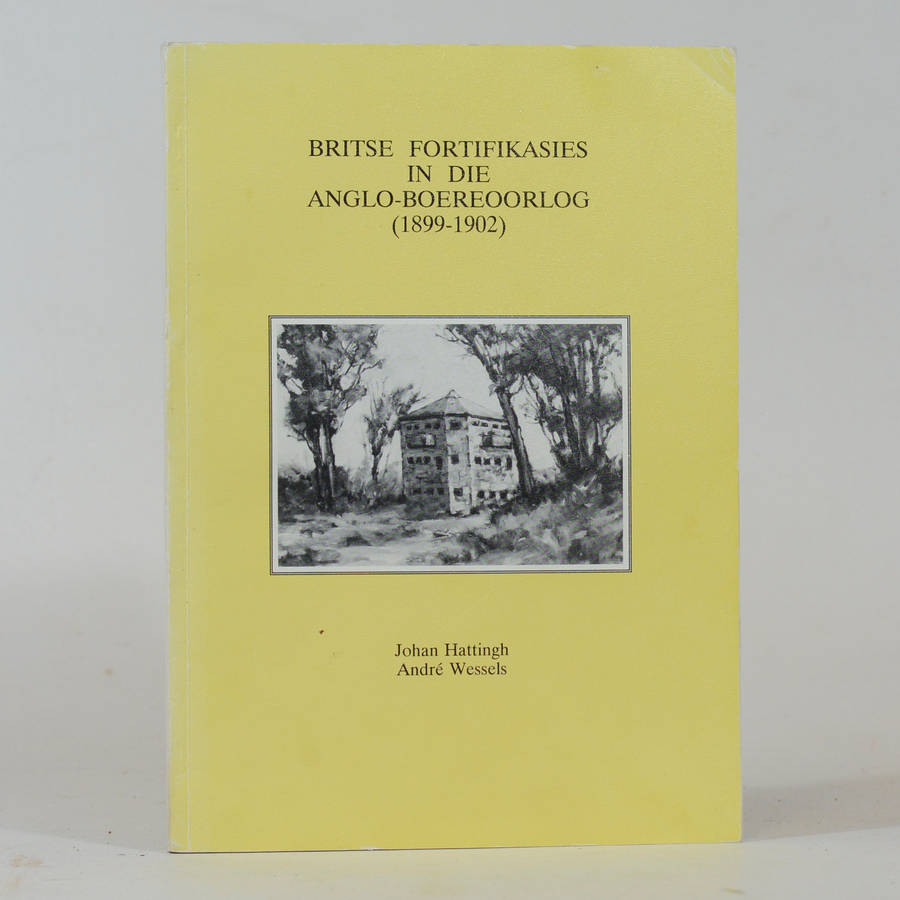 BRITSE FORTIFIKASIES
IN DIE
ANGLO-BOEREOORLOG
(1899-1902)
Johan Hattingh
André Wessels